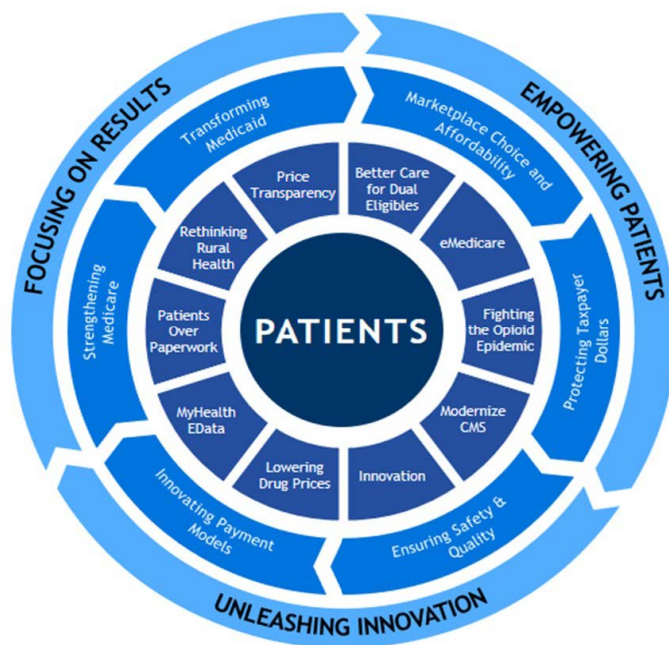 FOCUSING ON RESULTS
EMPOWERING PATIENTS
UNLEASHING INNOVATION
Transforming
Medicaid
Marketplace Choice and
Affordability
Protecting Taxpayer
Dollars
Ensuring Safety &
Quality
Innovating Payment
Models
Strengthening
Medicare
Price
Transparency
Better Care
for Dual
Eligibles
eMedicare
Fighting
the Opioid
Epidemic
Modernize
CMS
Innovation
Lowering
Drug Prices
MyHealth
EData
Patients
Over
Paperwork
Rethinking
Rural
Health
PATIENTS